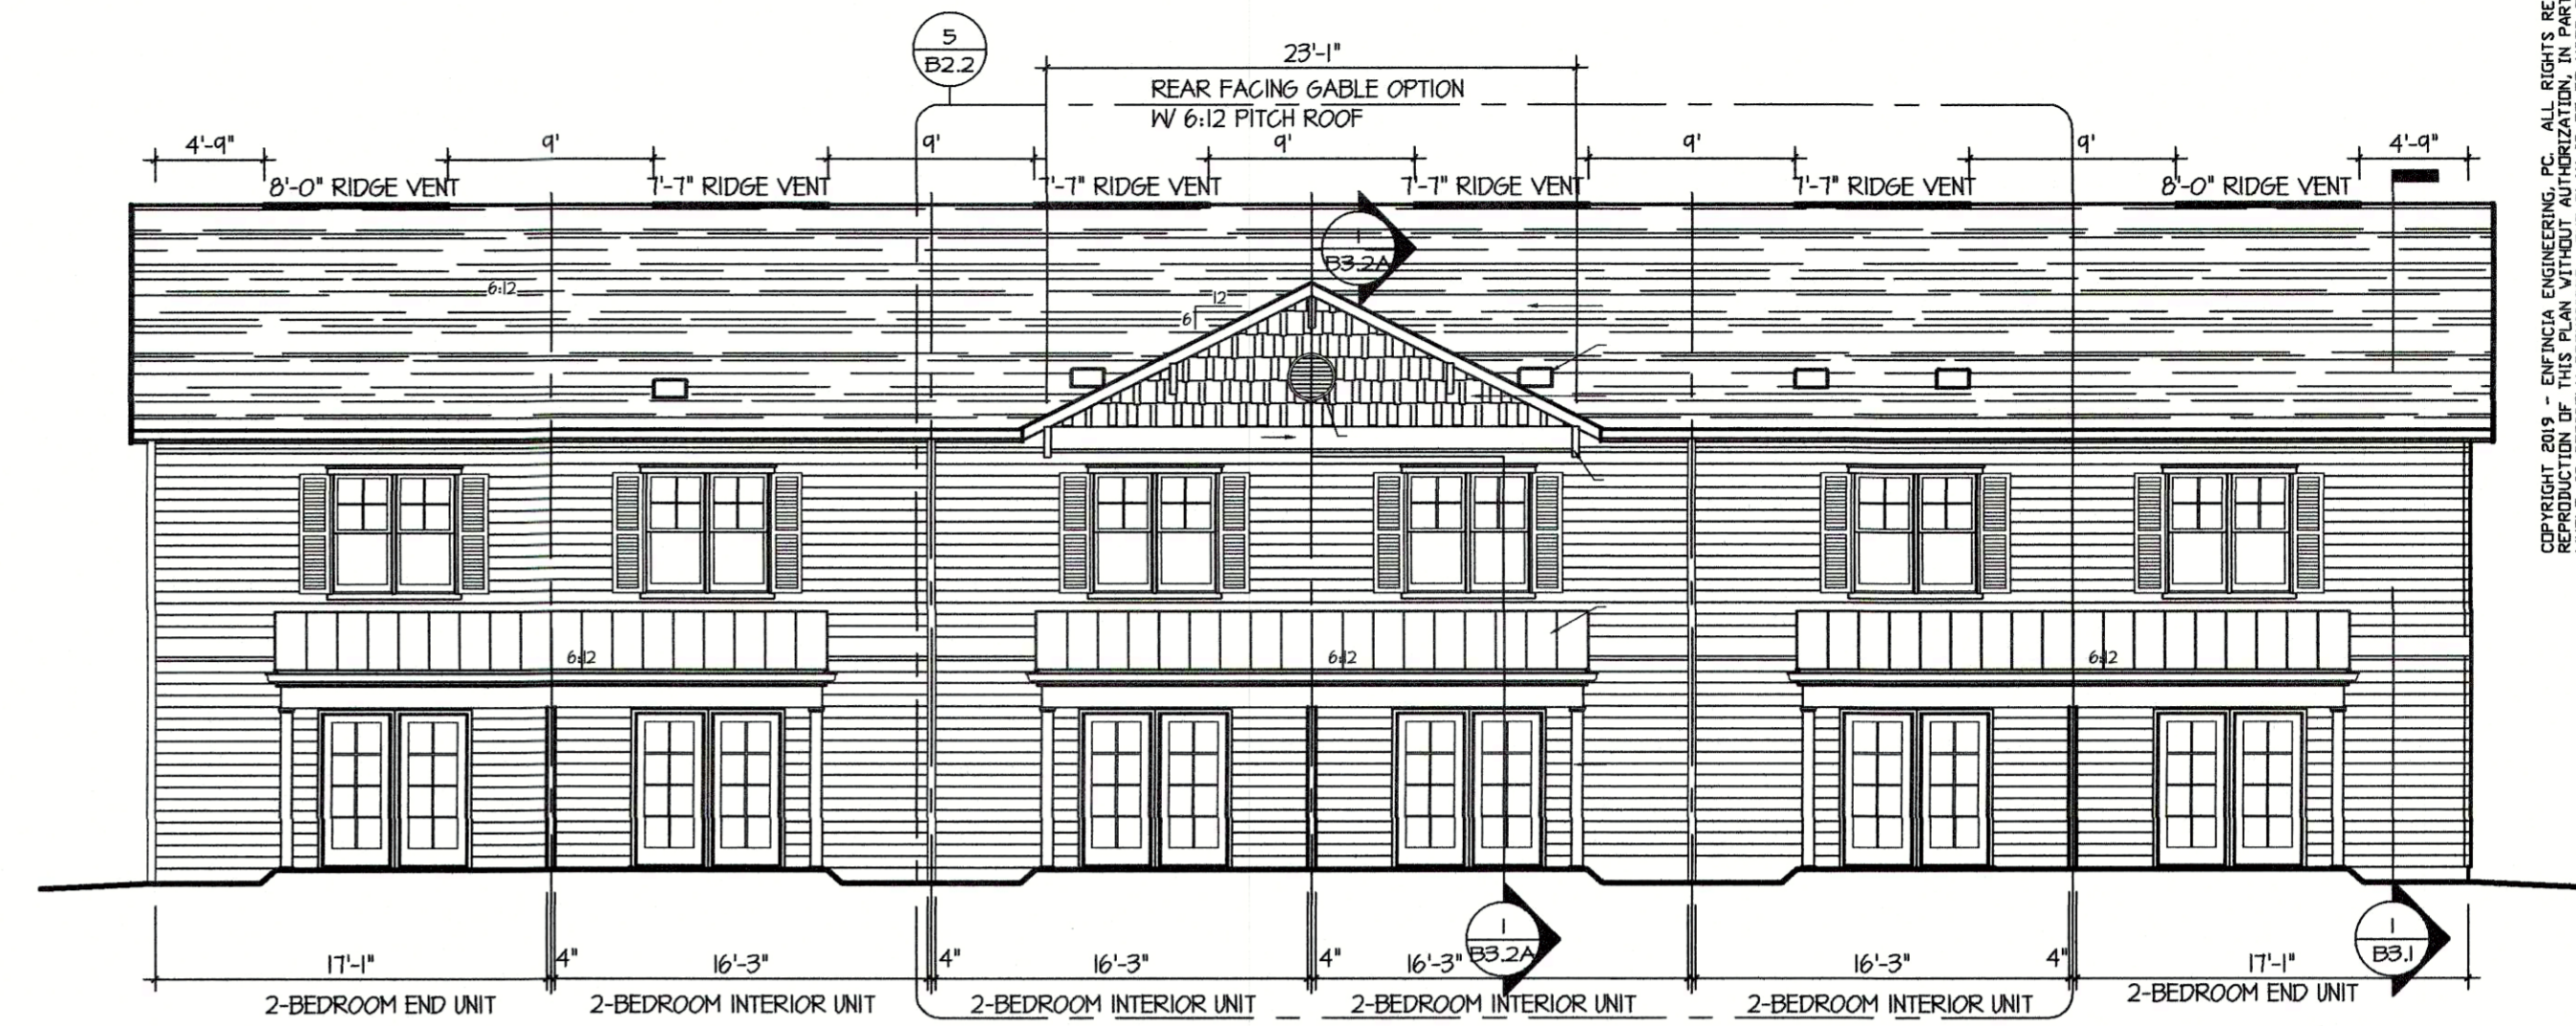 5
B2.2
23'-1"
REAR FACING GABLE OPTION
W/ 6:12 PITCH ROOF
4'-9" 9' 9' 9' 9' 9' 4'-9"
8'-0" RIDGE VENT 7'-7" RIDGE VENT 7'-7" RIDGE VENT 7'-7" RIDGE VENT 7'-7" RIDGE VENT 8'-0" RIDGE VENT
1
B3.2A
6:12
12
6
6:12 6:12 6:12
1
B3.2A
1
B3.1
17'-1" 4" 16'-3" 4" 16'-3" 4" 16'-3" 16'-3" 4" 17'-1"
2-BEDROOM END UNIT 2-BEDROOM INTERIOR UNIT 2-BEDROOM INTERIOR UNIT 2-BEDROOM INTERIOR UNIT 2-BEDROOM INTERIOR UNIT 2-BEDROOM END UNIT
COPYRIGHT 2019 - ENFINGIA ENGINEERING, PC. ALL RIGHTS RE
REPRODUCTION OF THIS PLAN WITHOUT AUTHORIZATION, IN PART